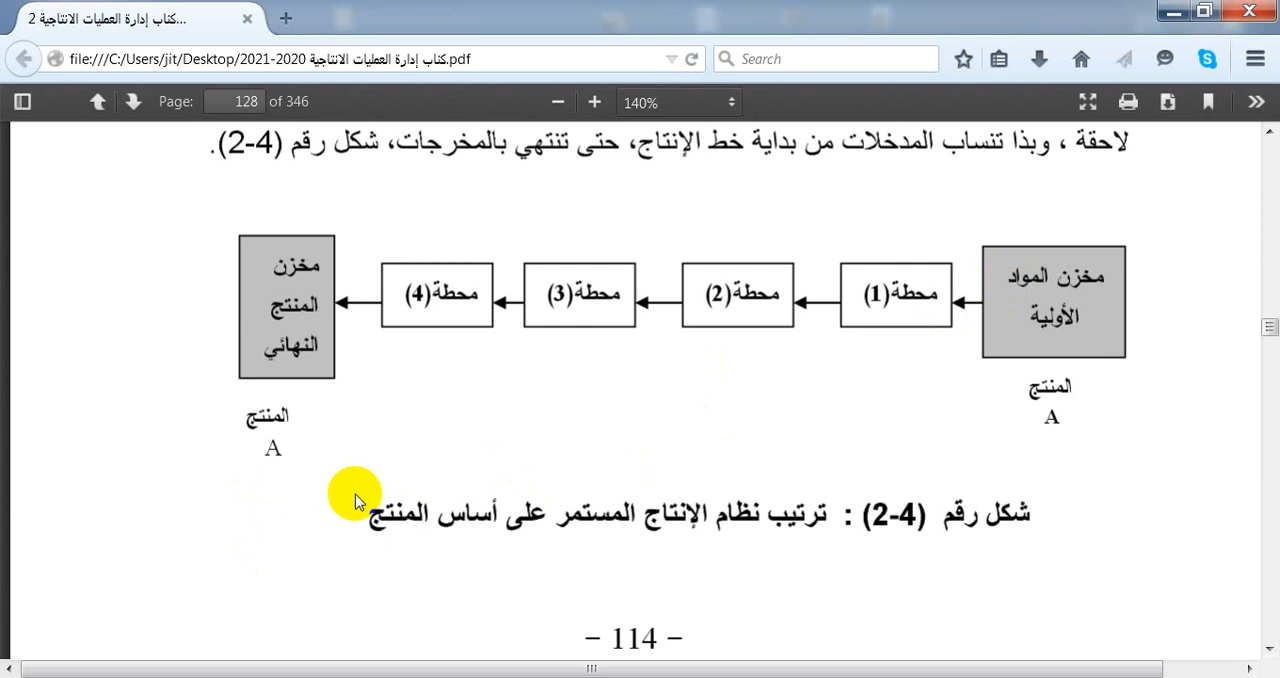 كتاب إدارة العمليات الانتاجية 2...
file:///C:/Users/jit/Desktop/2021-2020 كتاب إدارة العمليات الانتاجية.pdf
Search
Page: 128 of 346
140%
لاحقة ، وبذا تنساب المدخلات من بداية خط الإنتاج، حتى تنتهي بالمخرجات، شكل رقم (4-2).
مخزن المواد
الأولية
محطة(1)
محطة(2)
محطة(3)
محطة(4)
مخزن
المنتج
النهائي
المنتج
A
المنتج
A
شكل رقم (4-2) : ترتيب نظام الإنتاج المستمر على أساس المنتج
- 114 -